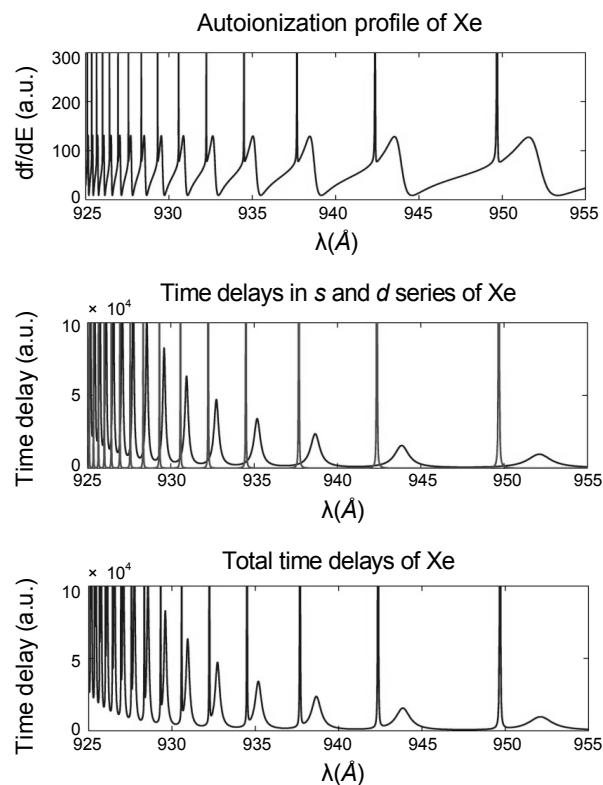 Autoionization profile of Xe
df/dE (a.u.)
300
200
100
0
925 930 935 940 945 950 955
λ(Å)
Time delays in s and d series of Xe
× 10⁴
Time delay (a.u.)
10
5
0
925 930 935 940 945 950 955
λ(Å)
Total time delays of Xe
× 10⁴
Time delay (a.u.)
10
5
0
925 930 935 940 945 950 955
λ(Å)